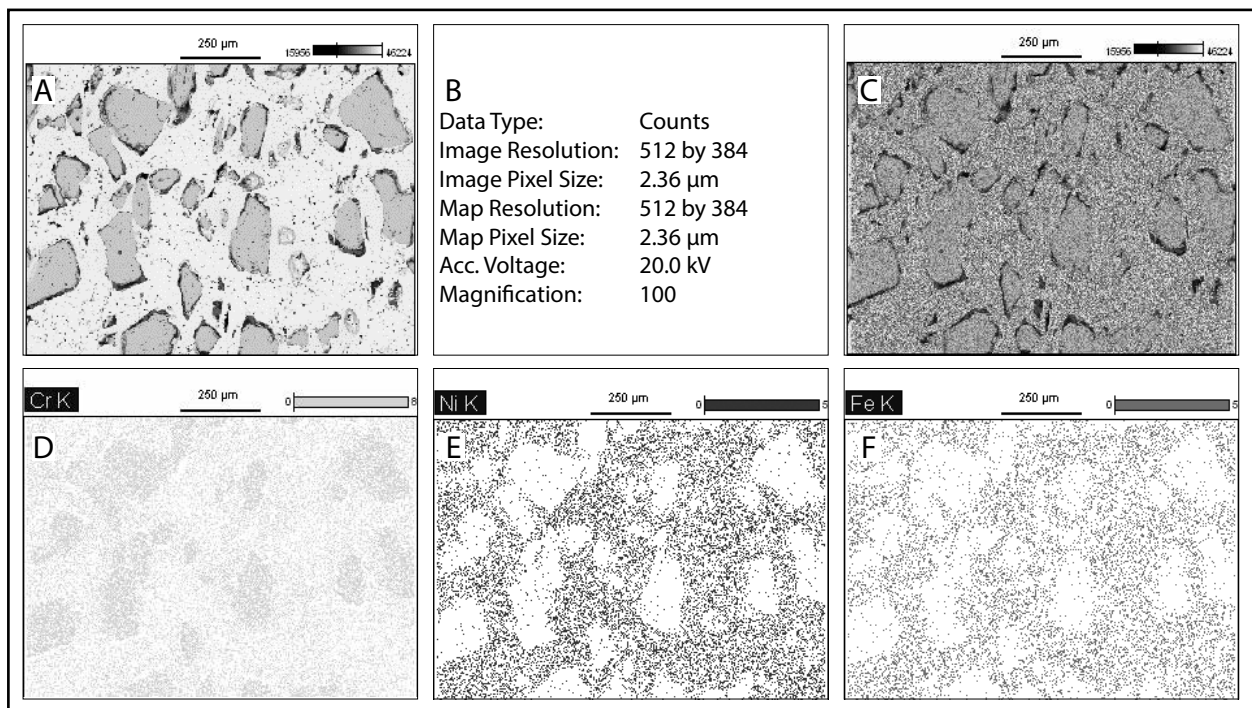 250 µm
15956 46224
A
B
Data Type: Counts
Image Resolution: 512 by 384
Image Pixel Size: 2.36 µm
Map Resolution: 512 by 384
Map Pixel Size: 2.36 µm
Acc. Voltage: 20.0 kV
Magnification: 100
250 µm
15956 46224
C
Cr K 250 µm 0 8
D
Ni K 250 µm 0 5
E
Fe K 250 µm 0 5
F